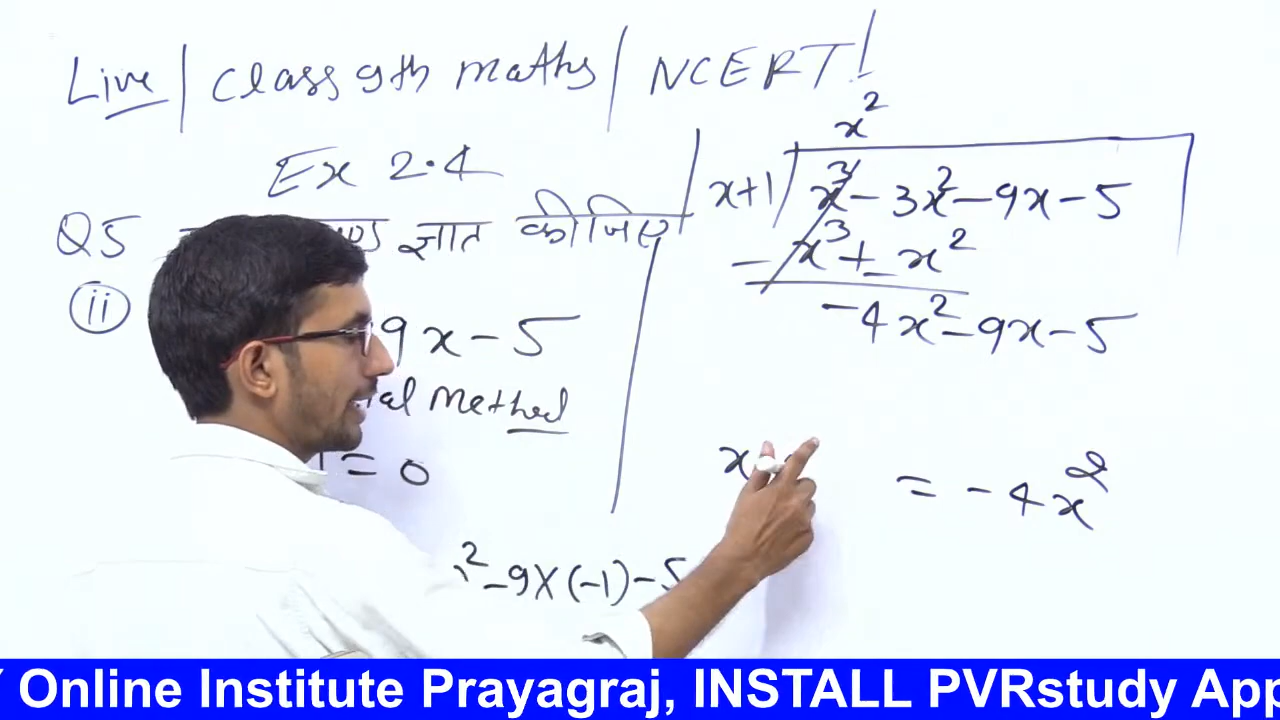 Live | Class 9th maths | NCERT !
Ex 2.4
Q5 ज्ञात कीजिए
ii
9x - 5
Method
= 0
² - 9 X (-1) - 5
x²
x+1 ) x³ - 3x² - 9x - 5
- x³ + x²
-
- 4x² - 9x - 5
x = - 4x²
Online Institute Prayagraj, INSTALL PVRstudy App